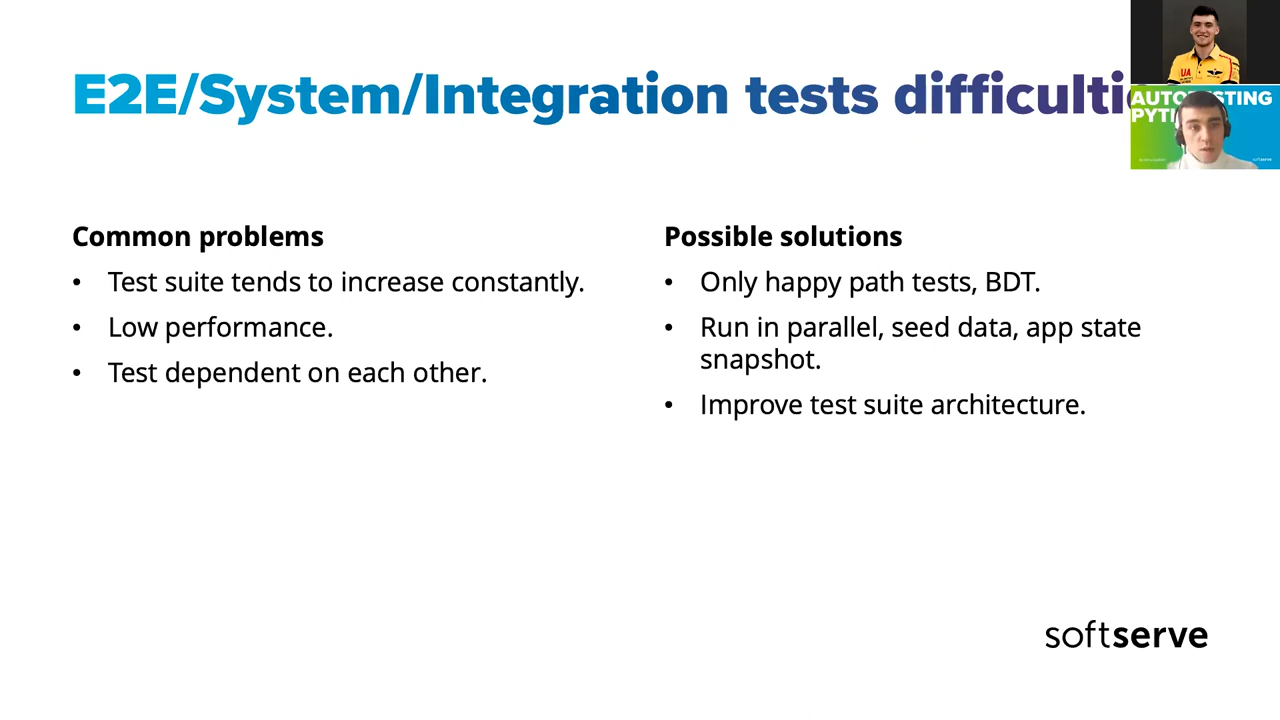 E2E/System/Integration tests
Common problems
• Test suite tends to increase constantly.
• Low performance.
• Test dependent on each other.
Possible solutions
• Only happy path tests, BDT.
• Run in parallel, seed data, app state
snapshot.
• Improve test suite architecture.
softserve
UA
softserve